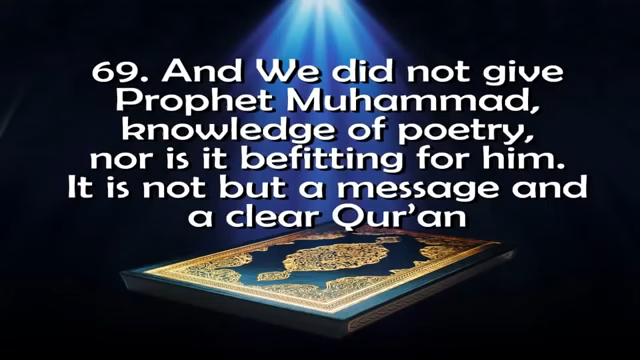 69. And We did not give
Prophet Muhammad,
knowledge of poetry,
nor is it befitting for him.
It is not but a message and
a clear Qur’an